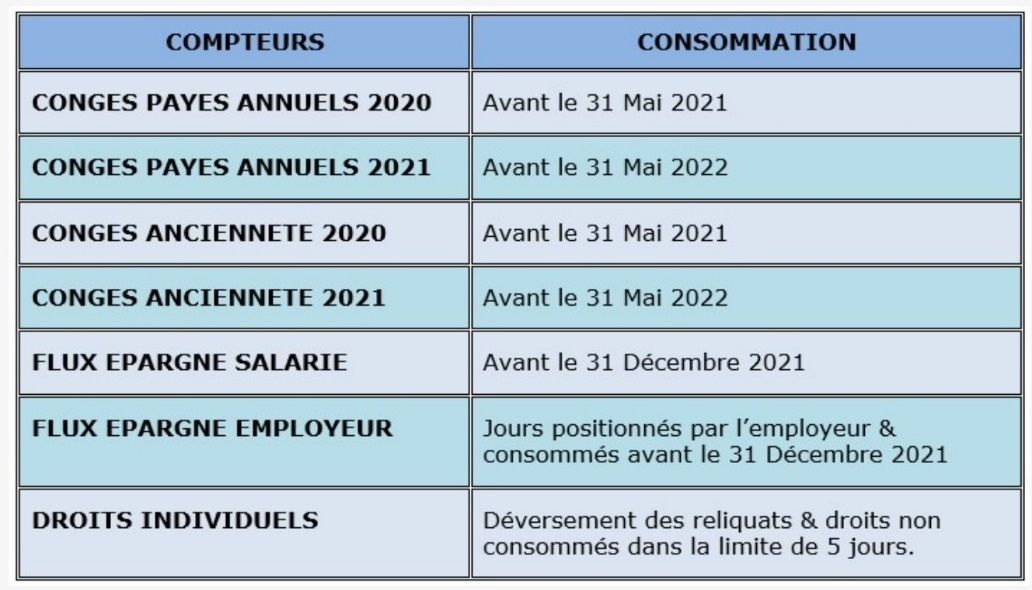 COMPTEURS CONSOMMATION
CONGES PAYES ANNUELS 2020 Avant le 31 Mai 2021
CONGES PAYES ANNUELS 2021 Avant le 31 Mai 2022
CONGES ANCIENNETE 2020 Avant le 31 Mai 2021
CONGES ANCIENNETE 2021 Avant le 31 Mai 2022
FLUX EPARGNE SALARIE Avant le 31 Décembre 2021
FLUX EPARGNE EMPLOYEUR Jours positionnés par l’employeur &
consommés avant le 31 Décembre 2021
DROITS INDIVIDUELS Déversement des reliquats & droits non
consommés dans la limite de 5 jours.